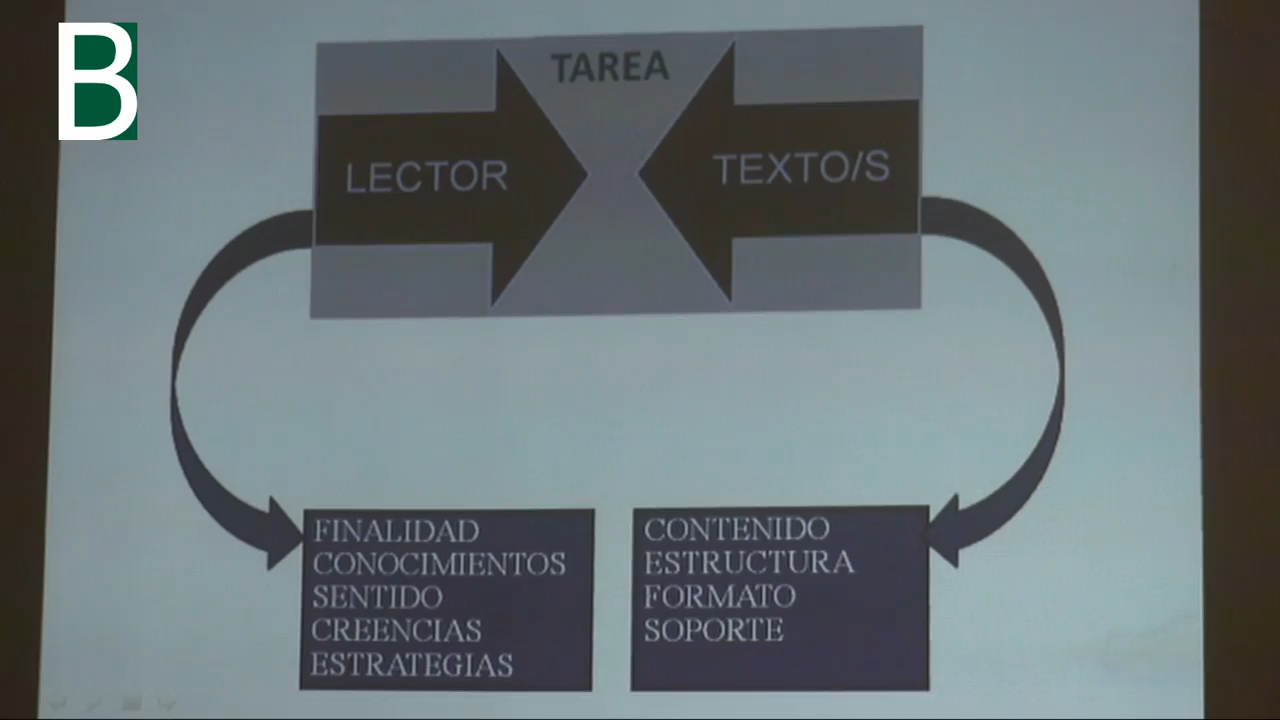 B
TAREA
LECTOR
TEXTO/S
FINALIDAD
CONOCIMIENTOS
SENTIDO
CREENCIAS
ESTRATEGIAS
CONTENIDO
ESTRUCTURA
FORMATO
SOPORTE